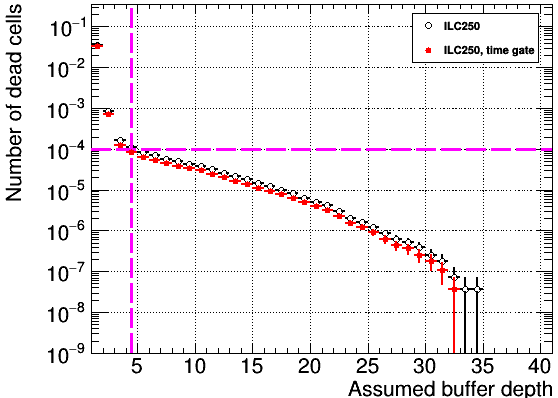 Number of dead cells
10⁻¹
10⁻²
10⁻³
10⁻⁴
10⁻⁵
10⁻⁶
10⁻⁷
10⁻⁸
10⁻⁹
ILC250
ILC250, time gate
5 10 15 20 25 30 35 40
Assumed buffer depth